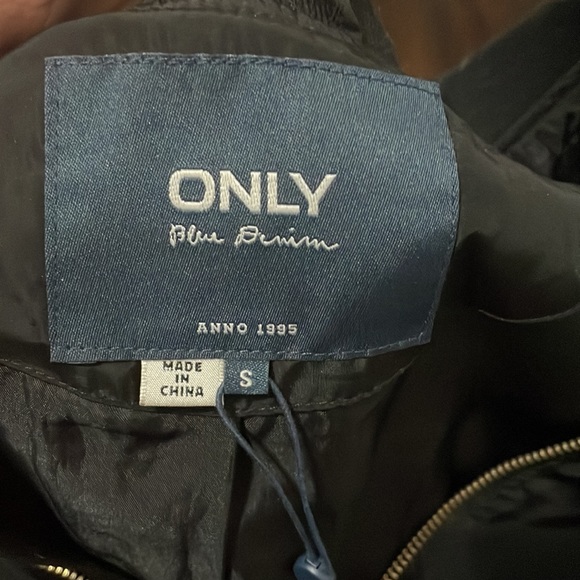 ONLY
Blue Denim
ANNO 1995
MADE
IN
CHINA
S